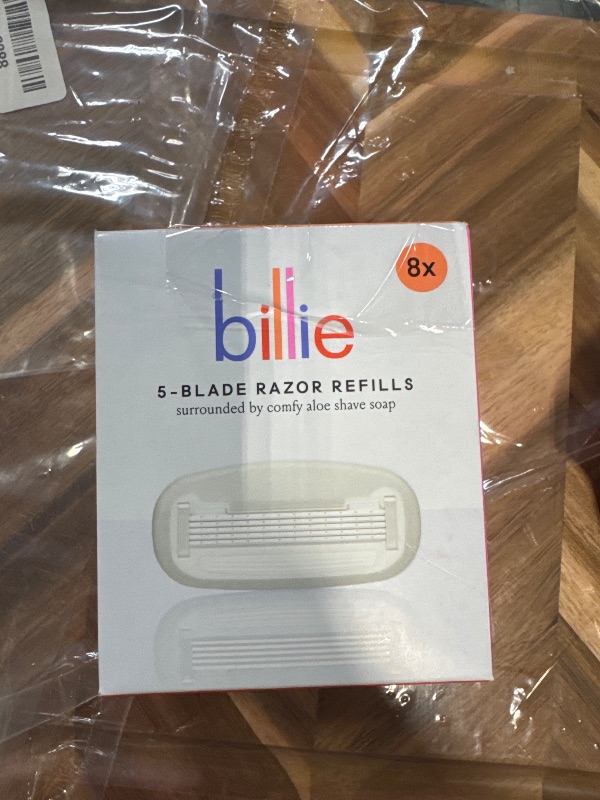 billie
8x
5-BLADE RAZOR REFILLS
surrounded by comfy aloe shave soap